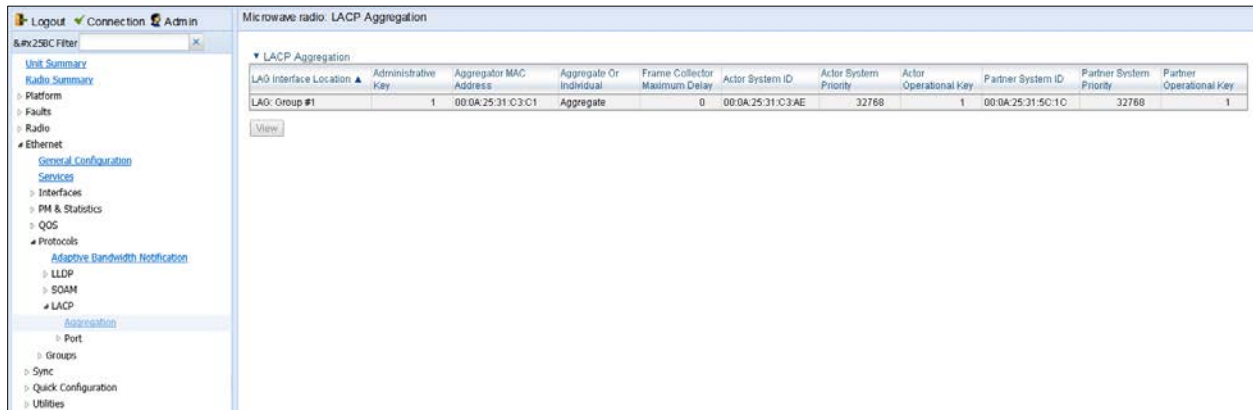 Logout Connection Admin
Microwave radio: LACP Aggregation
&#x25BC Filter
Unit Summary
Radio Summary
Platform
Faults
Radio
Ethernet
General Configuration
Services
Interfaces
PM & Statistics
QOS
Protocols
Adaptive Bandwidth Notification
LLDP
SOAM
LACP
Aggregation
Port
Groups
Sync
Quick Configuration
Utilities
▼ LACP Aggregation
LAG Interface Location ▲ Administrative Key Aggregator MAC Address Aggregate Or Individual Frame Collector Maximum Delay Actor System ID Actor System Priority Actor Operational Key Partner System ID Partner System Priority Partner Operational Key
LAG: Group #1 1 00:0A:25:31:C3:C1 Aggregate 0 00:0A:25:31:C3:AE 32768 1 00:0A:25:31:5C:1C 32768 1
View